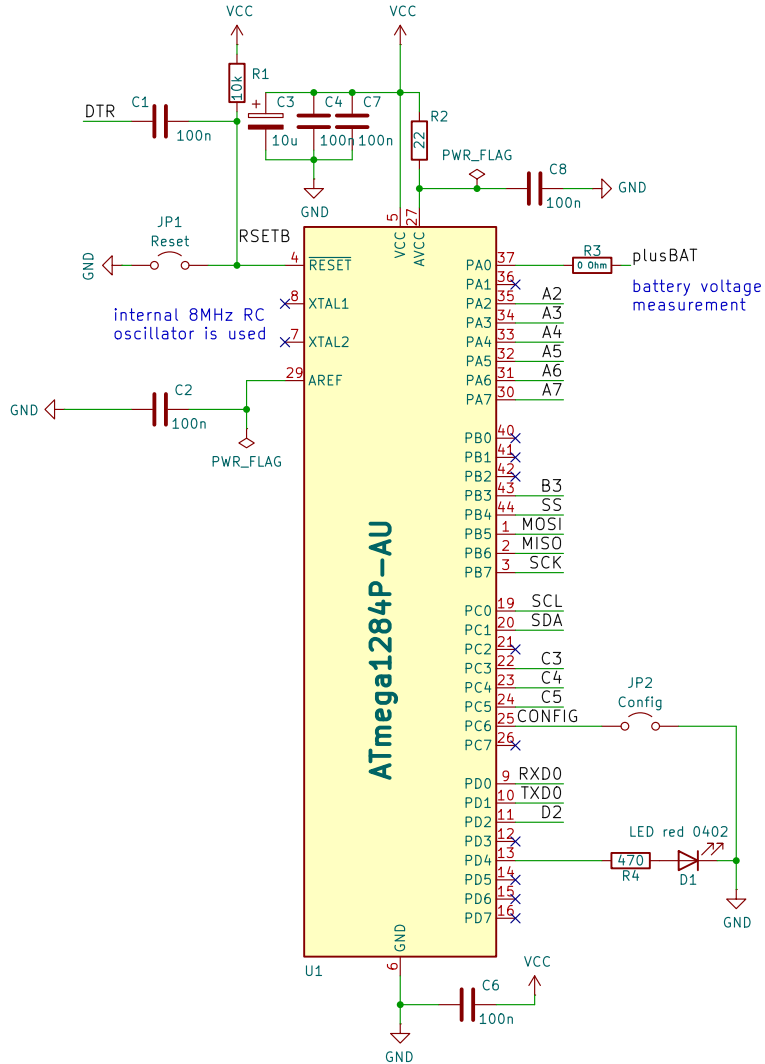 VCC
VCC
R1
10k
C1
DTR
100n
+
C3
10u
C4
100n
C7
100n
R2
22
PWR_FLAG
C8
100n
GND
GND
5
27
VCC
AVCC
JP1
Reset
RSETB
GND
4
RESET
internal 8MHz RC
oscillator is used
8
XTAL1
7
XTAL2
29
AREF
C2
GND
100n
PWR_FLAG
ATmega1284P-AU
PA0
37
R3
0 Ohm
plusBAT
battery voltage
measurement
PA1
36
PA2
35
A2
PA3
34
A3
PA4
33
A4
PA5
32
A5
PA6
31
A6
PA7
30
A7
PB0
40
PB1
41
PB2
42
PB3
43
B3
PB4
44
SS
PB5
1
MOSI
PB6
2
MISO
PB7
3
SCK
PC0
19
SCL
PC1
20
SDA
PC2
21
PC3
22
C3
PC4
23
C4
PC5
24
C5
PC6
25
CONFIG
JP2
Config
PC7
26
PD0
9
RXD0
PD1
10
TXD0
PD2
11
D2
PD3
12
PD4
13
LED red 0402
470
R4
D1
PD5
14
PD6
15
PD7
16
GND
GND
6
U1
VCC
C6
100n
GND